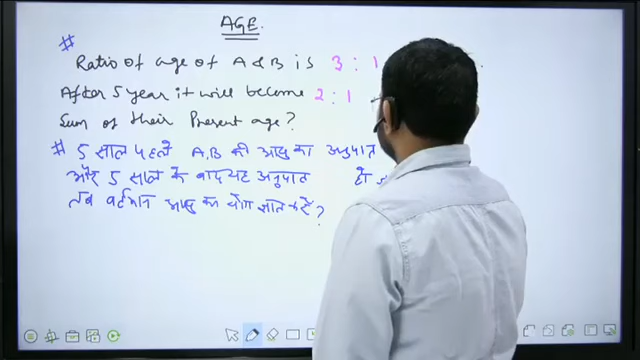 AGE.
# Ratio of age of A & B is 3 : 1
After 5 year it will become 2 : 1
Sum of their Present age?
# 5 साल पहले A, B की आयु का अनुपात
और 5 साल के बाद यह अनुपात हो
तब वर्तमान आयु का योग ज्ञात करें?